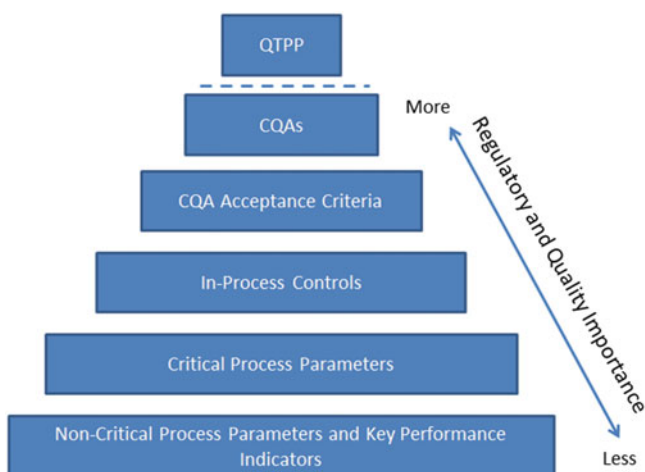 QTPP
CQAs
More
CQA Acceptance Criteria
In-Process Controls
Critical Process Parameters
Non-Critical Process Parameters and Key Performance
Indicators
Regulatory and Quality Importance
Less